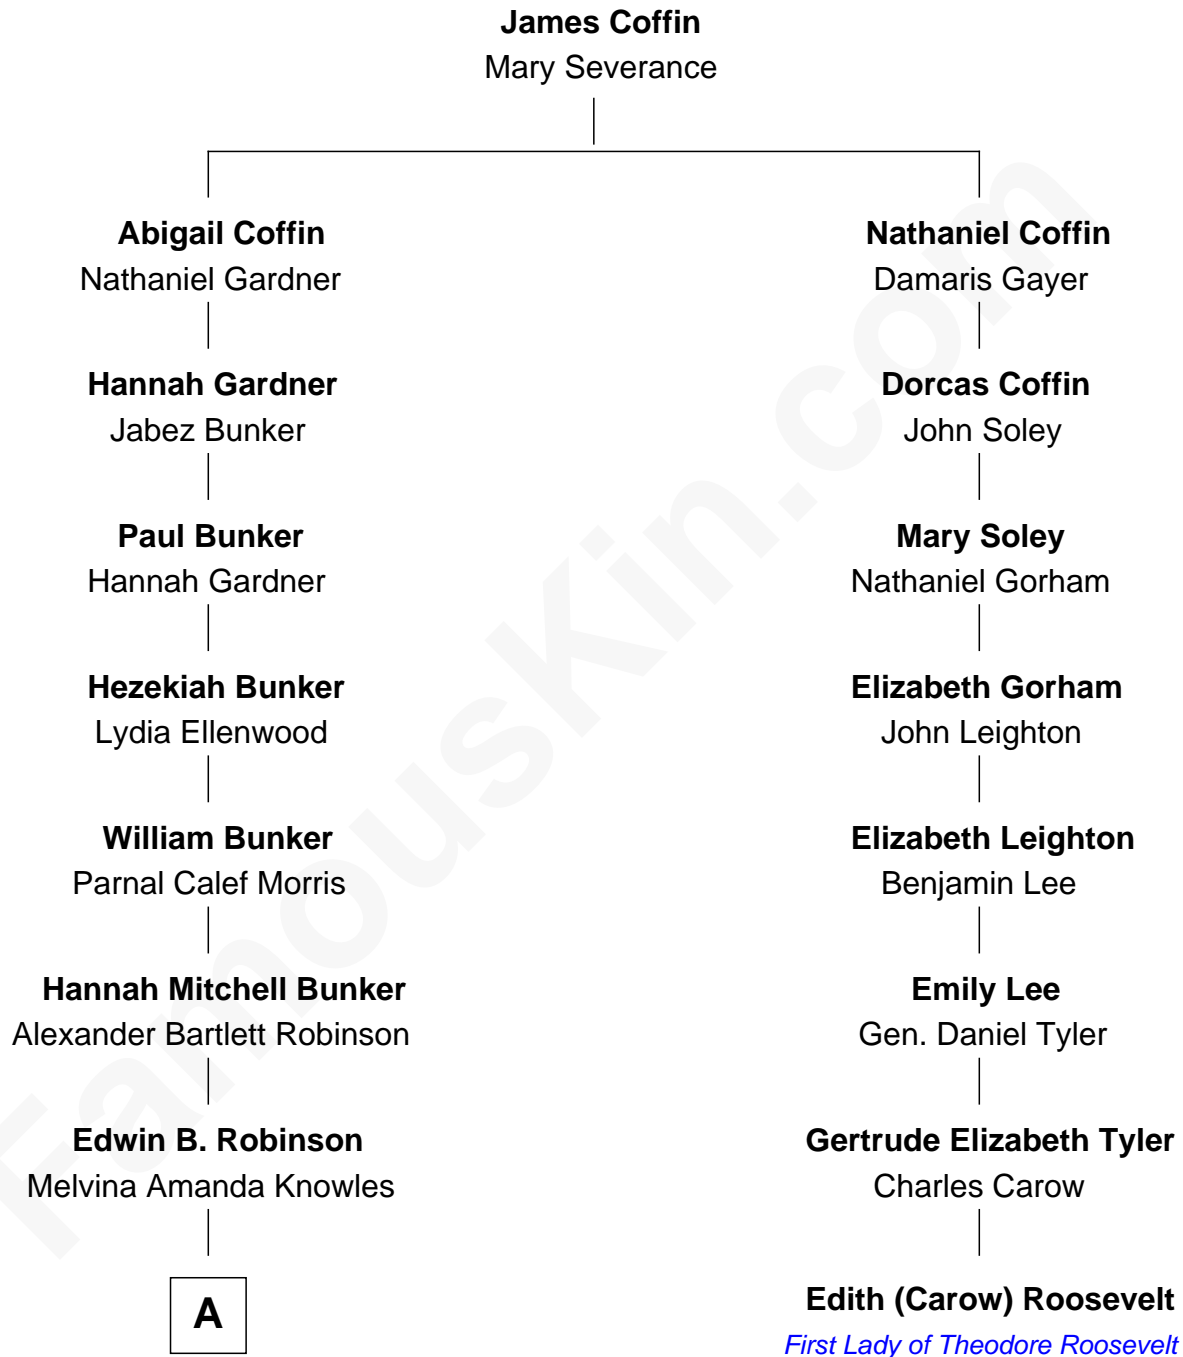 James Coffin
Mary Severance
Abigail Coffin
Nathaniel Gardner
Nathaniel Coffin
Damaris Gayer
Hannah Gardner
Jabez Bunker
Dorcas Coffin
John Soley
Paul Bunker
Hannah Gardner
Mary Soley
Nathaniel Gorham
Hezekiah Bunker
Lydia Ellenwood
Elizabeth Gorham
John Leighton
William Bunker
Parnal Calef Morris
Elizabeth Leighton
Benjamin Lee
Hannah Mitchell Bunker
Alexander Bartlett Robinson
Emily Lee
Gen. Daniel Tyler
Edwin B. Robinson
Melvina Amanda Knowles
Gertrude Elizabeth Tyler
Charles Carow
A
Edith (Carow) Roosevelt
First Lady of Theodore Roosevelt
FamousKin.com